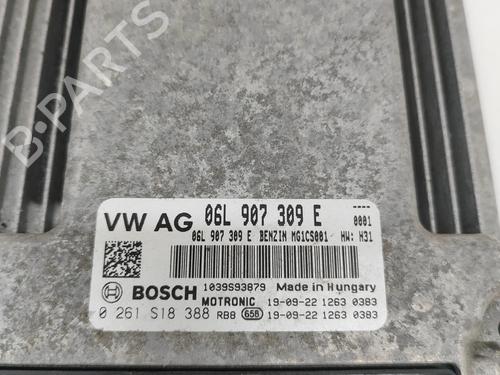 B-PARTS
VW AG 06L 907 309 E
----
0001
06L 907 309 E BENZIN MG1CS001 HW: H31
BOSCH 1039S93879 Made in Hungary
MOTRONIC 19-09-22 1263 0383
0 261 S18 388 RB8 65B 19-09-22 1263 0383